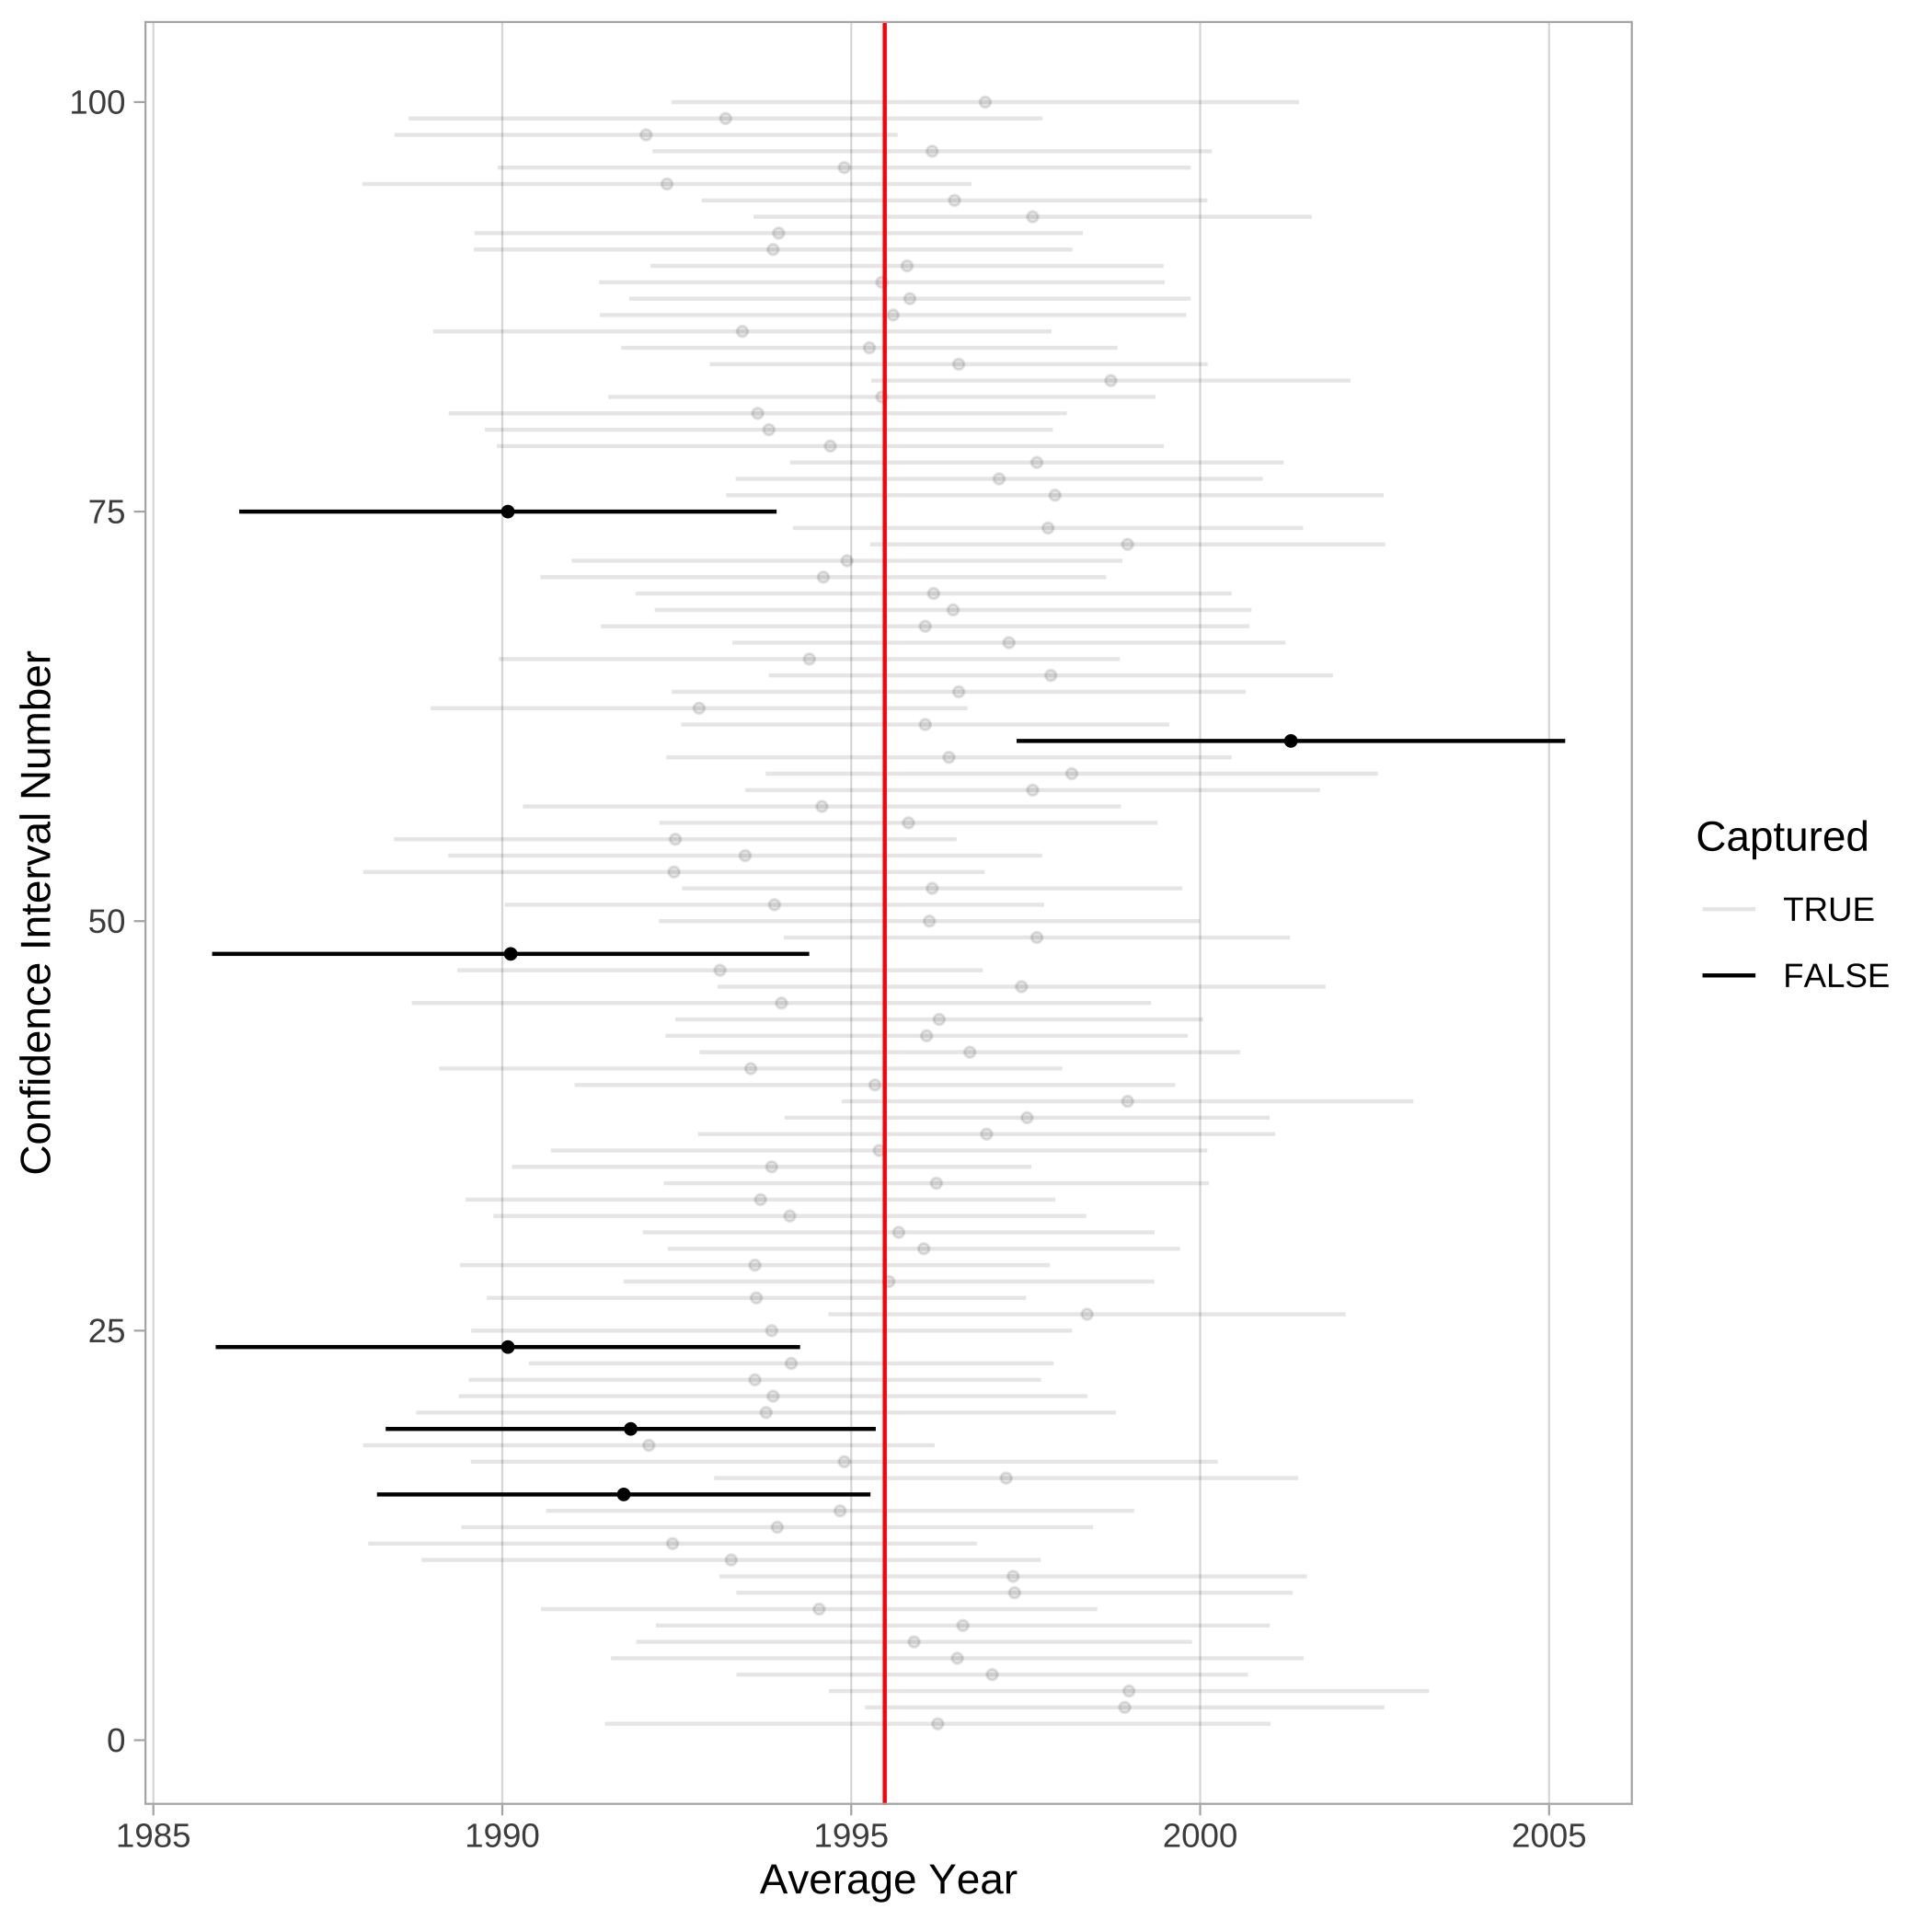 100
75
50
25
0
Confidence Interval Number
1985 1990 1995 2000 2005
Average Year
Captured
TRUE
FALSE